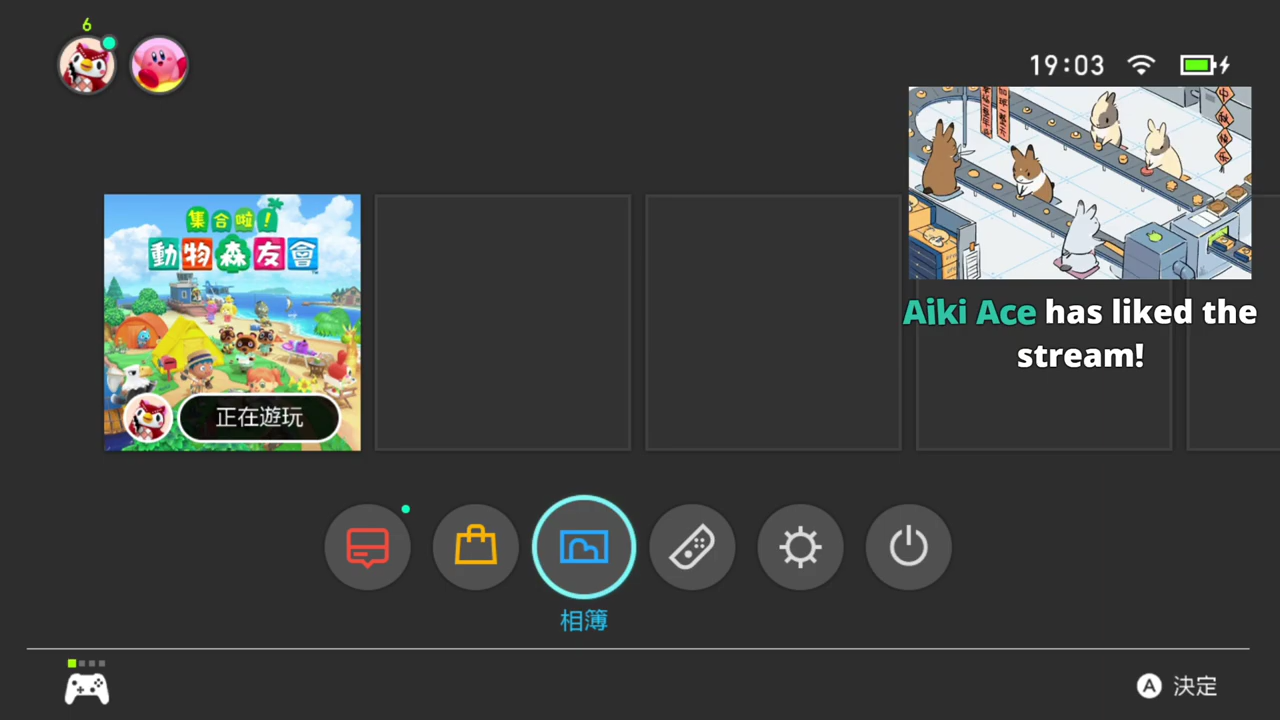 6
19:03
集合啦！
動物森友會
正在遊玩
Aiki Ace has liked the
stream!
相簿
A 決定